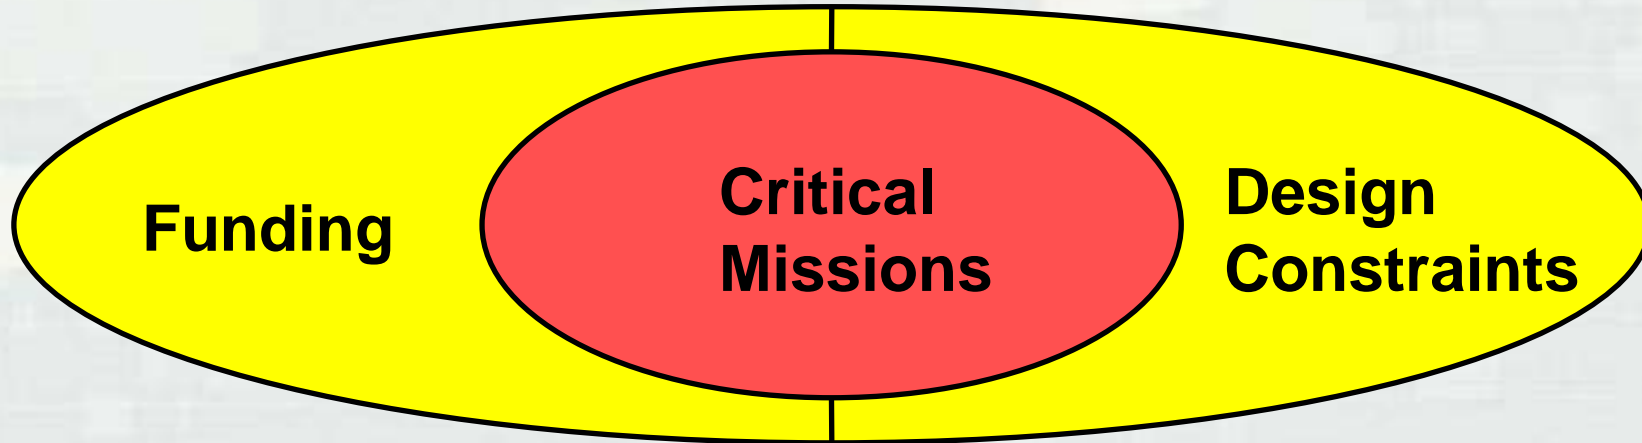 Funding
Critical
Missions
Design
Constraints